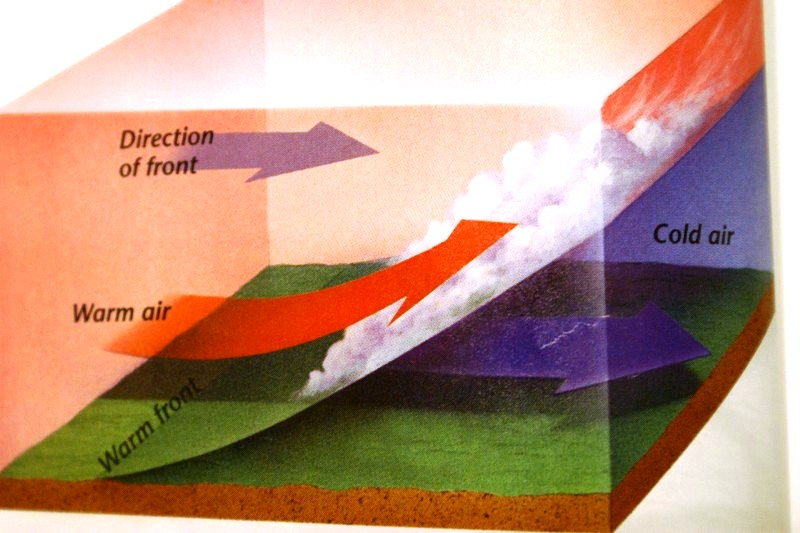 Direction
of front
Cold air
Warm air
Warm front